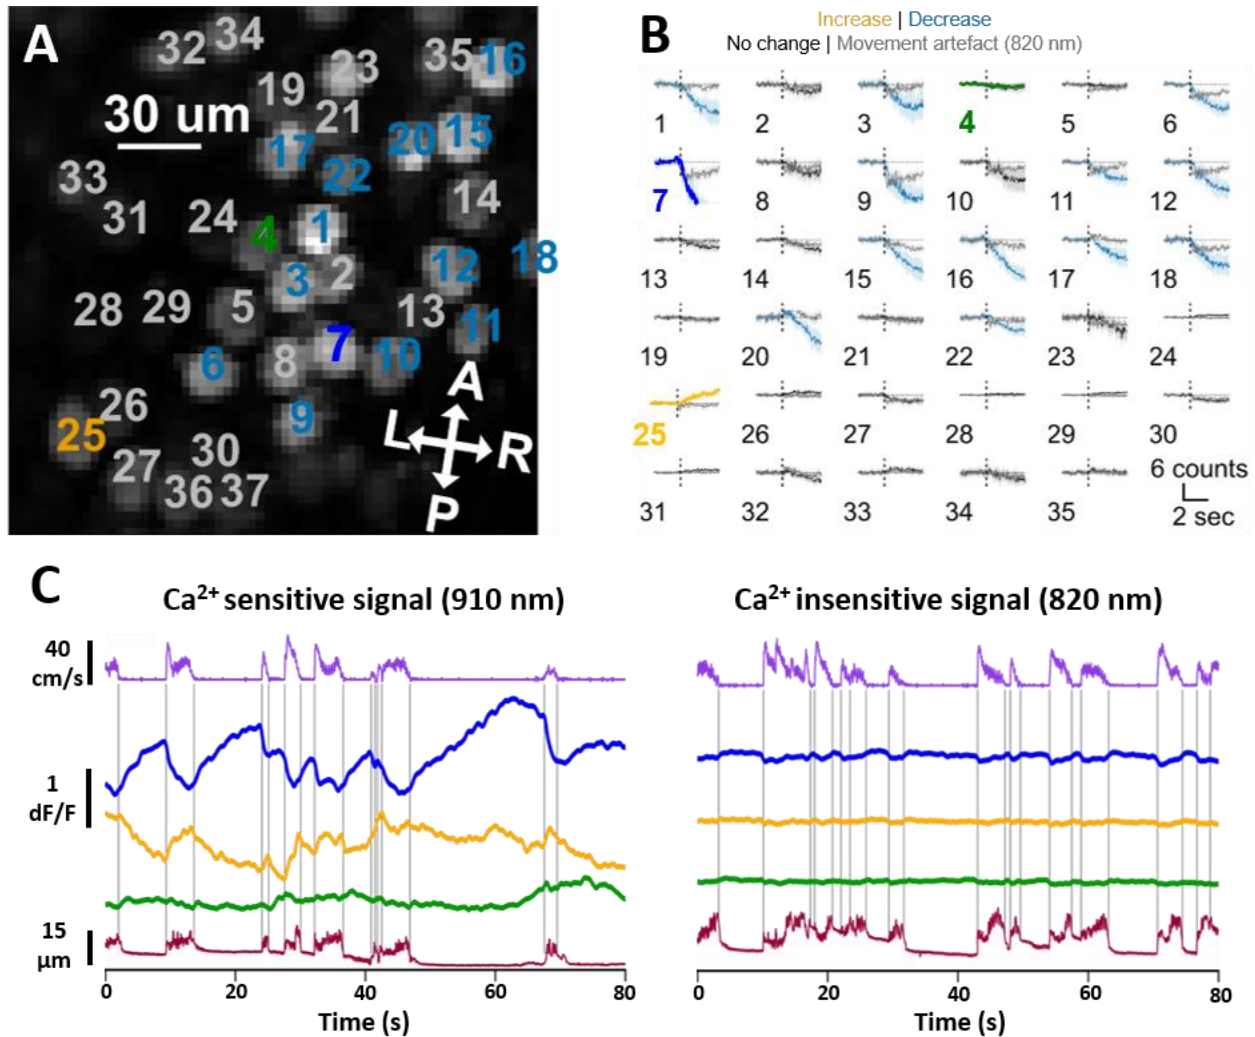 A
32
34
35
16
23
19
30 um
21
20
15
17
22
33
14
31
24
4
1
18
12
3
2
28
29
5
13
11
7
6
8
10
A
26
9
25
L
R
27
30
36
37
P
B
Increase | Decrease
No change | Movement artefact (820 nm)
1 2 3 4 5 6
7 8 9 10 11 12
13 14 15 16 17 18
19 20 21 22 23 24
25 26 27 28 29 30
6 counts
31 32 33 34 35
2 sec
C
Ca2+ sensitive signal (910 nm)
Ca2+ insensitive signal (820 nm)
40
cm/s
1
dF/F
15
µm
0 20 40 60 80
0 20 40 60 80
Time (s)
Time (s)